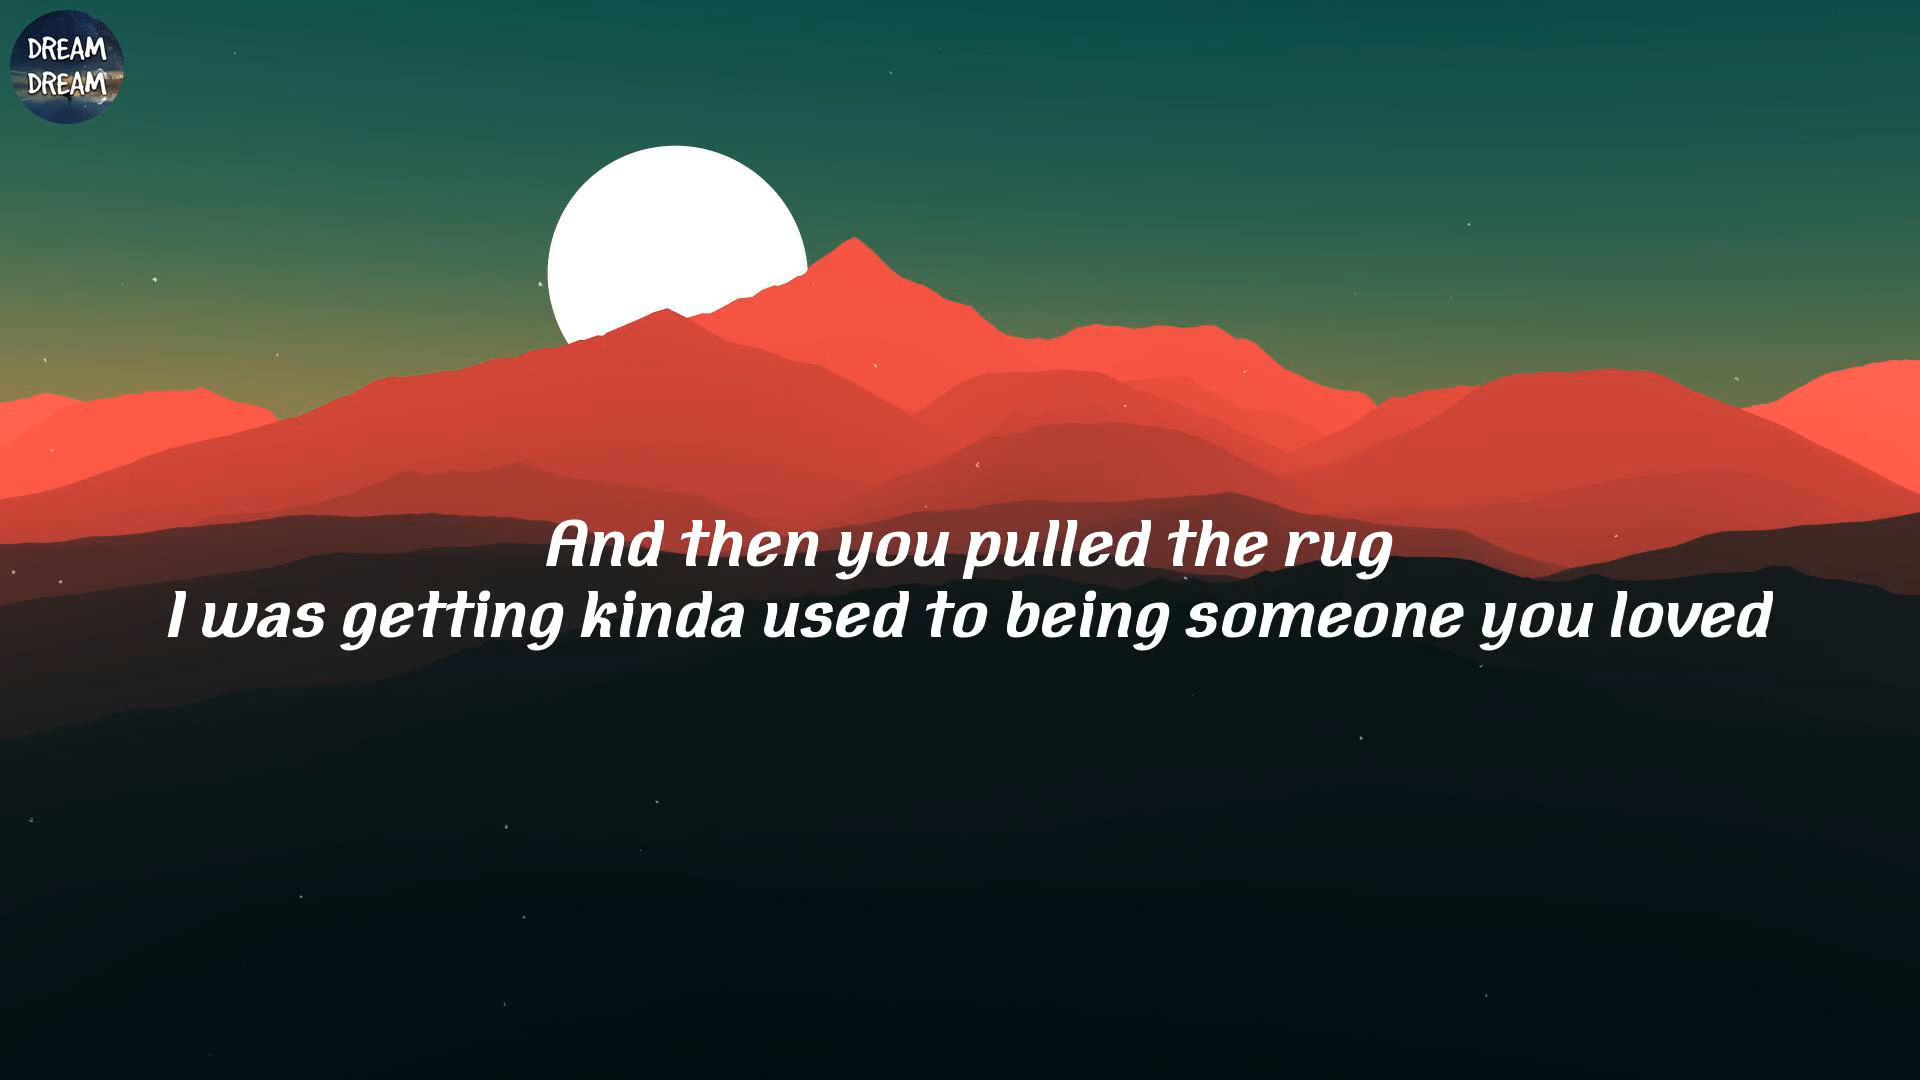 DREAM
DREAM
And then you pulled the rug
I was getting kinda used to being someone you loved